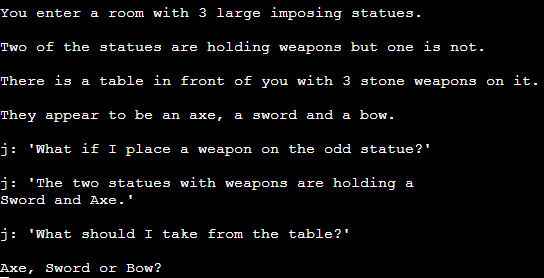 You enter a room with 3 large imposing statues.
Two of the statues are holding weapons but one is not.
There is a table in front of you with 3 stone weapons on it.
They appear to be an axe, a sword and a bow.
j: 'What if I place a weapon on the odd statue?'
j: 'The two statues with weapons are holding a
Sword and Axe.'
j: 'What should I take from the table?'
Axe, Sword or Bow?